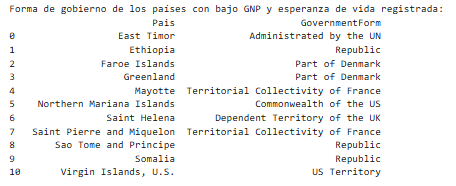 Forma de gobierno de los países con bajo GNP y esperanza de vida registrada:
Pais GovernmentForm
0 East Timor Administrated by the UN
1 Ethiopia Republic
2 Faroe Islands Part of Denmark
3 Greenland Part of Denmark
4 Mayotte Territorial Collectivity of France
5 Northern Mariana Islands Commonwealth of the US
6 Saint Helena Dependent Territory of the UK
7 Saint Pierre and Miquelon Territorial Collectivity of France
8 Sao Tome and Principe Republic
9 Somalia Republic
10 Virgin Islands, U.S. US Territory